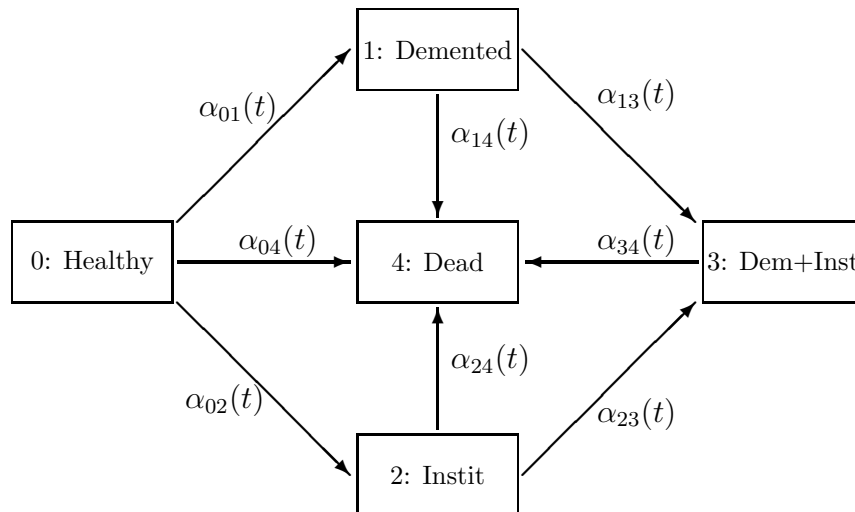 1: Demented
α₀₁(t)
α₁₃(t)
α₁₄(t)
0: Healthy
α₀₄(t)
4: Dead
α₃₄(t)
3: Dem+Inst
α₂₄(t)
α₀₂(t)
α₂₃(t)
2: Instit